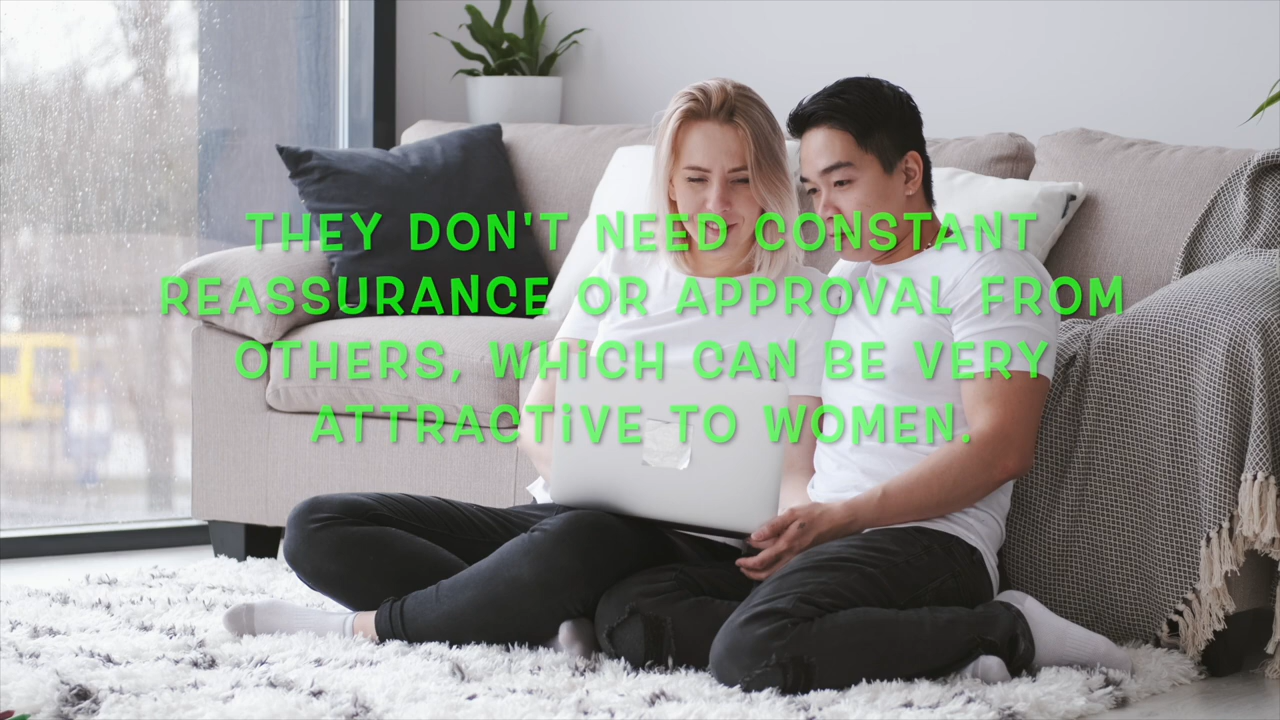 THEY DON'T NEED CONSTANT
REASSURANCE OR APPROVAL FROM
OTHERS, WHiCH CAN BE VERY
ATTRACTiVE TO WOMEN.